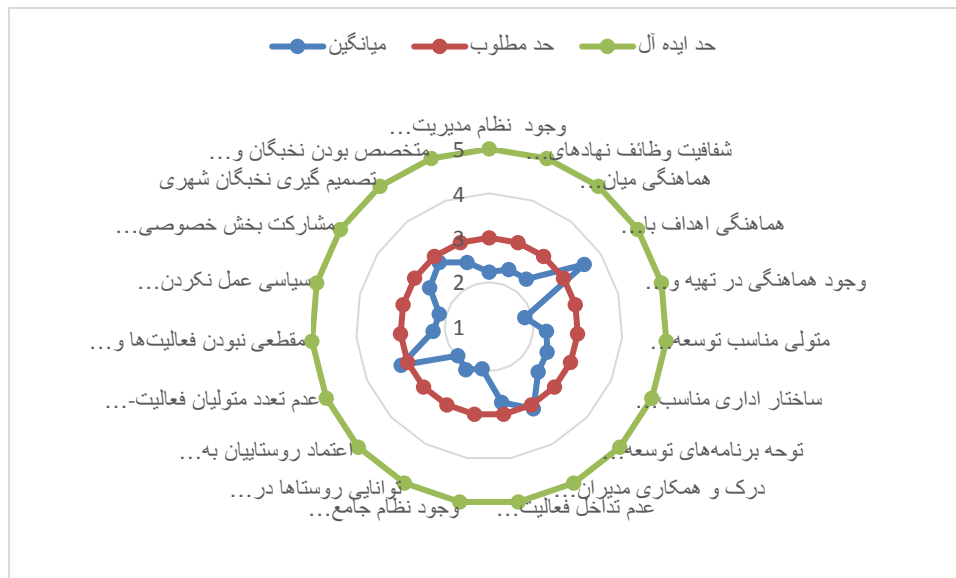 حد ایده آل
حد مطلوب
میانگین
وجود نظام مدیریت...
شفافیت وظائف نهادهای...
هماهنگی میان...
هماهنگی اهداف با...
وجود هماهنگی در تهیه و...
متولی مناسب توسعه...
ساختار اداری مناسب...
توجه برنامه‌های توسعه...
درک و همکاری مدیران...
عدم تداخل فعالیت...
وجود نظام جامع...
توانایی روستاها در...
اعتماد روستاییان به...
عدم تعدد متولیان فعالیت-...
مقطعی نبودن فعالیت‌ها و...
سیاسی عمل نکردن...
مشارکت بخش خصوصی...
تصمیم گیری نخبگان شهری
متخصص بودن نخبگان و...
5
4
3
2
1